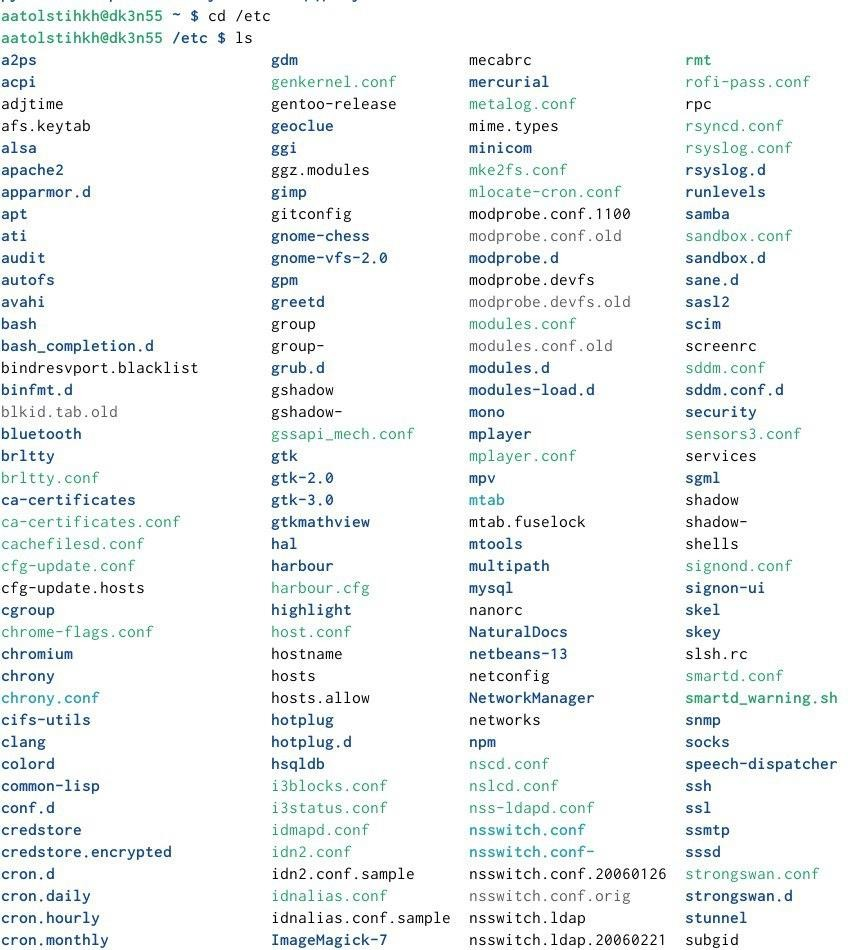 aatolstihkh@dk3n55 ~ $ cd /etc
aatolstihkh@dk3n55 /etc $ ls
a2ps gdm mecabrc rmt
acpi genkernel.conf mercurial rofi-pass.conf
adjtime gentoo-release metalog.conf rpc
afs.keytab geoclue mime.types rsyncd.conf
alsa ggi minicom rsyslog.conf
apache2 ggz.modules mke2fs.conf rsyslog.d
apparmor.d gimp mlocate-cron.conf runlevels
apt gitconfig modprobe.conf.1100 samba
ati gnome-chess modprobe.conf.old sandbox.conf
audit gnome-vfs-2.0 modprobe.d sandbox.d
autofs gpm modprobe.devfs sane.d
avahi greetd modprobe.devfs.old sasl2
bash group modules.conf scim
bash_completion.d group- modules.conf.old screenrc
bindresvport.blacklist grub.d modules.d sddm.conf
binfmt.d gshadow modules-load.d sddm.conf.d
blkid.tab.old gshadow- mono security
bluetooth gssapi_mech.conf mplayer sensors3.conf
brltty gtk mplayer.conf services
brltty.conf gtk-2.0 mpv sgml
ca-certificates gtk-3.0 mtab shadow
ca-certificates.conf gtkmathview mtab.fuselock shadow-
cachefilesd.conf hal mtools shells
cfg-update.conf harbour multipath signond.conf
cfg-update.hosts harbour.cfg mysql signon-ui
cgroup highlight nanorc skel
chrome-flags.conf host.conf NaturalDocs skey
chromium hostname netbeans-13 slsh.rc
chrony hosts netconfig smartd.conf
chrony.conf hosts.allow NetworkManager smartd_warning.sh
cifs-utils hotplug networks snmp
clang hotplug.d npm socks
colord hsqldb nscd.conf speech-dispatcher
common-lisp i3blocks.conf nslcd.conf ssh
conf.d i3status.conf nss-ldapd.conf ssl
credstore idmapd.conf nsswitch.conf ssmtp
credstore.encrypted idn2.conf nsswitch.conf- sssd
cron.d idn2.conf.sample nsswitch.conf.20060126 strongswan.conf
cron.daily idnalias.conf nsswitch.conf.orig strongswan.d
cron.hourly idnalias.conf.sample nsswitch.ldap stunnel
cron.monthly ImageMagick-7 nsswitch.ldap.20060221 subgid